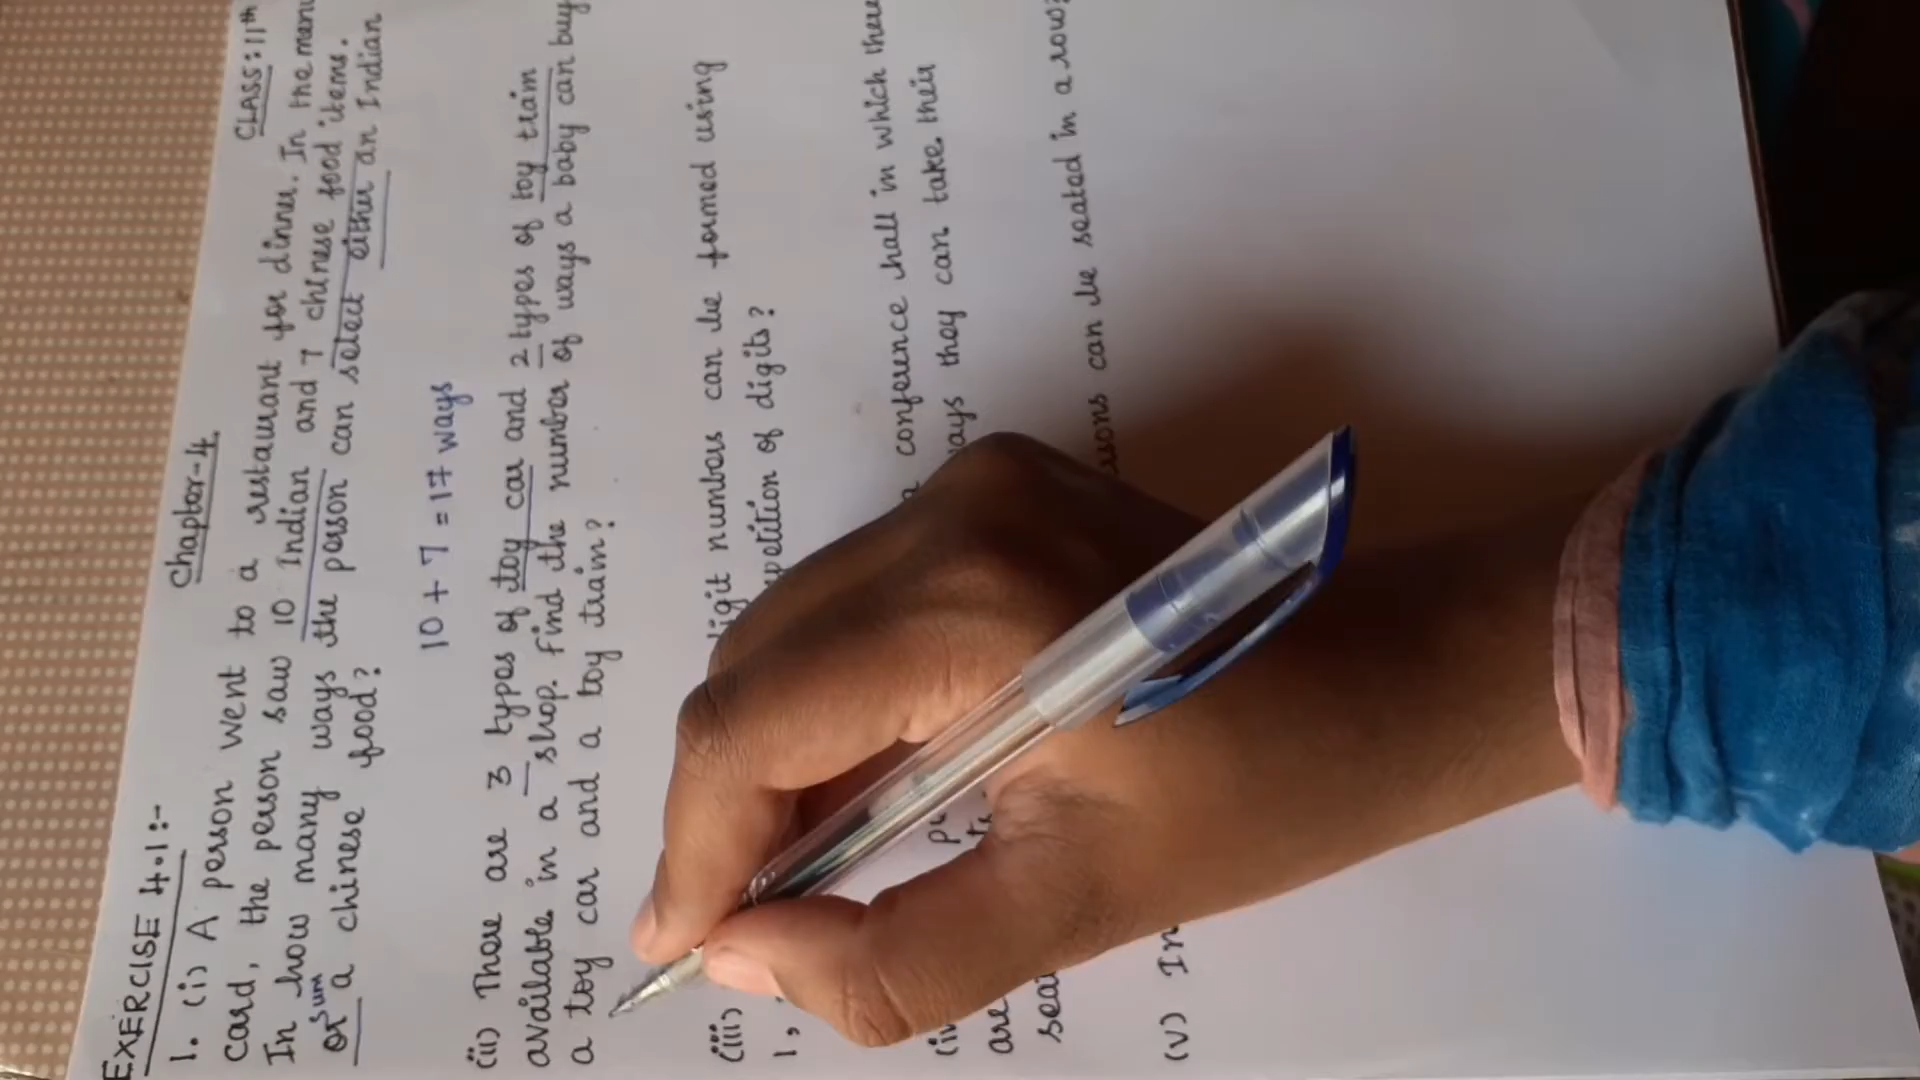 Chapter-4 CLASS:11th
EXERCISE 4.1:-
1. (i) A person went to a restaurant for dinner. In the menu
card, the person saw 10 Indian and 7 chinese food items.
In how many ways the person can select either an Indian
or a chinese food?
sum
10 + 7 = 17 ways
(ii) There are 3 types of toy car and 2 types of toy train
available in a shop. Find the number of ways a baby can buy
a toy car and a toy train?
(iii) digit numbers can be formed using
1, of digits?
conference hall in which there
are they can take their
(v) In can be seated in a row?